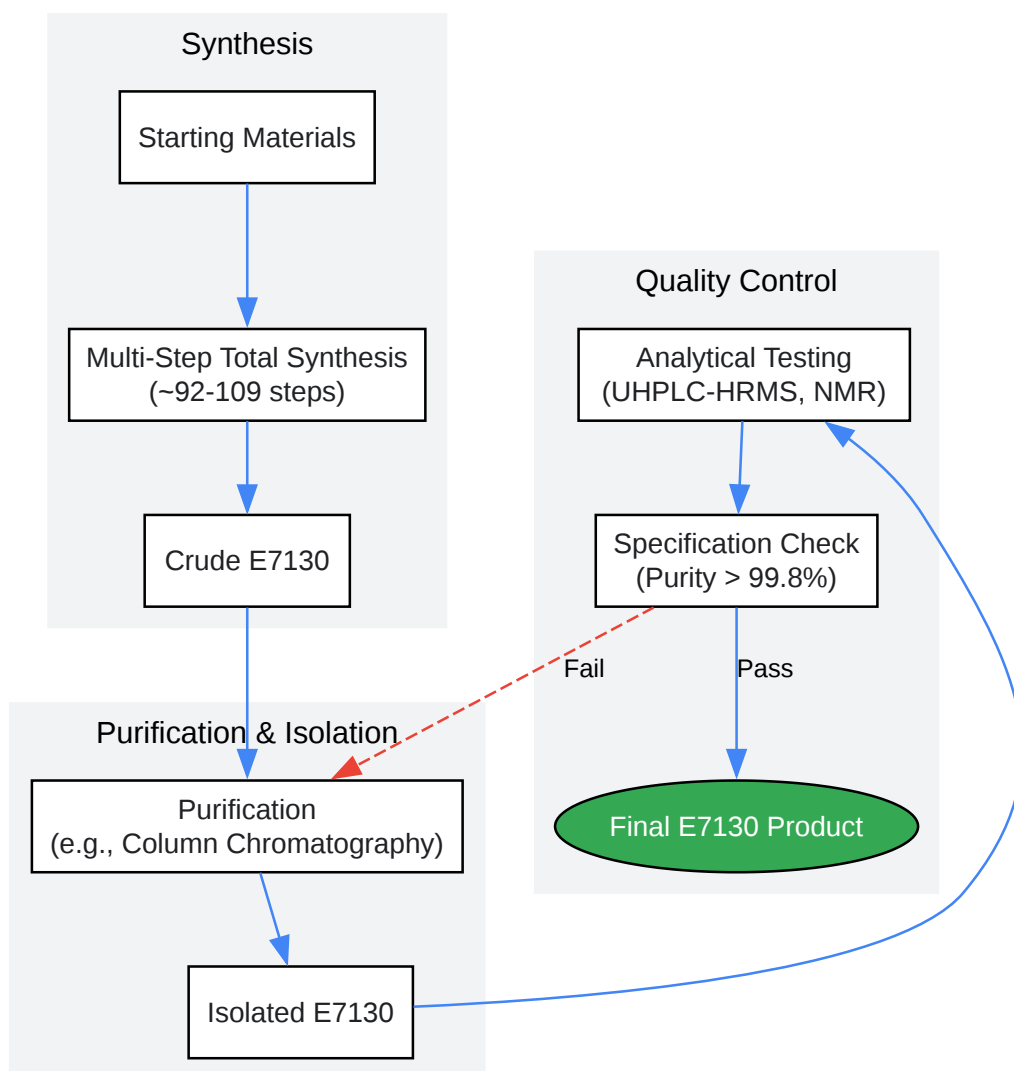 Synthesis
Starting Materials
Multi-Step Total Synthesis
(~92-109 steps)
Crude E7130
Purification & Isolation
Purification
(e.g., Column Chromatography)
Isolated E7130
Quality Control
Analytical Testing
(UHPLC-HRMS, NMR)
Specification Check
(Purity > 99.8%)
Fail
Pass
Final E7130 Product